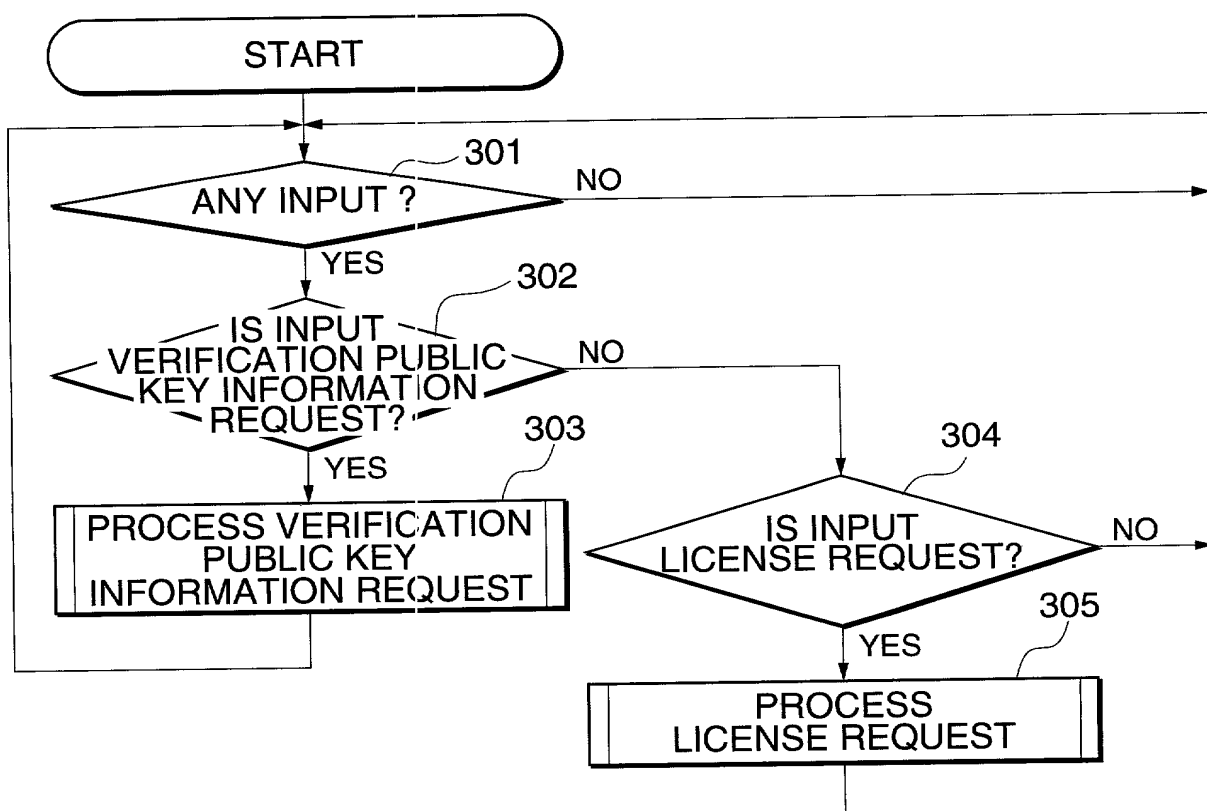 START
301
ANY INPUT ?
NO
YES
302
IS INPUT
VERIFICATION PUBLIC
KEY INFORMATION
REQUEST?
NO
YES
303
PROCESS VERIFICATION
PUBLIC KEY
INFORMATION REQUEST
304
IS INPUT
LICENSE REQUEST?
NO
YES
305
PROCESS
LICENSE REQUEST